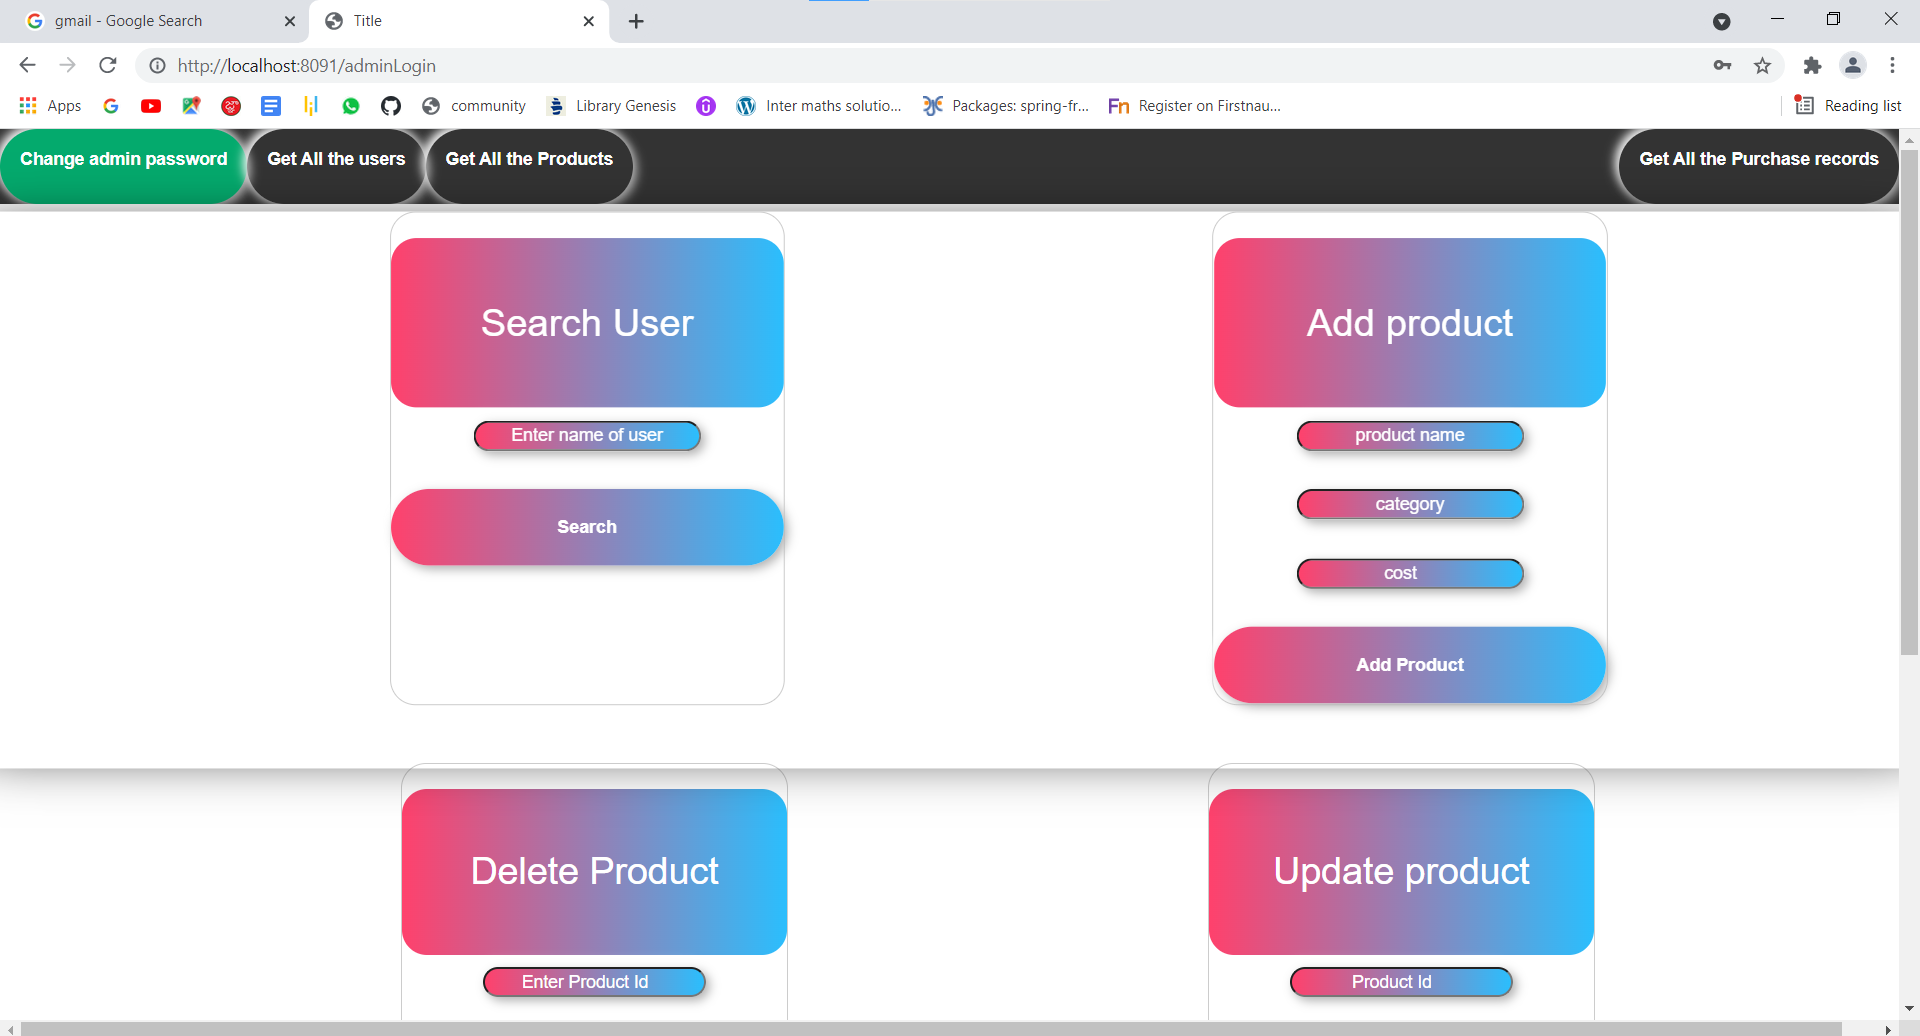 gmail - Google Search
Title
http://localhost:8091/adminLogin
Apps
community
Library Genesis
Inter maths solutio...
Packages: spring-fr...
Fn Register on Firstnau...
Reading list
Change admin password
Get All the users
Get All the Products
Get All the Purchase records
Search User
Enter name of user
Search
Add product
product name
category
cost
Add Product
Delete Product
Enter Product Id
Update product
Product Id